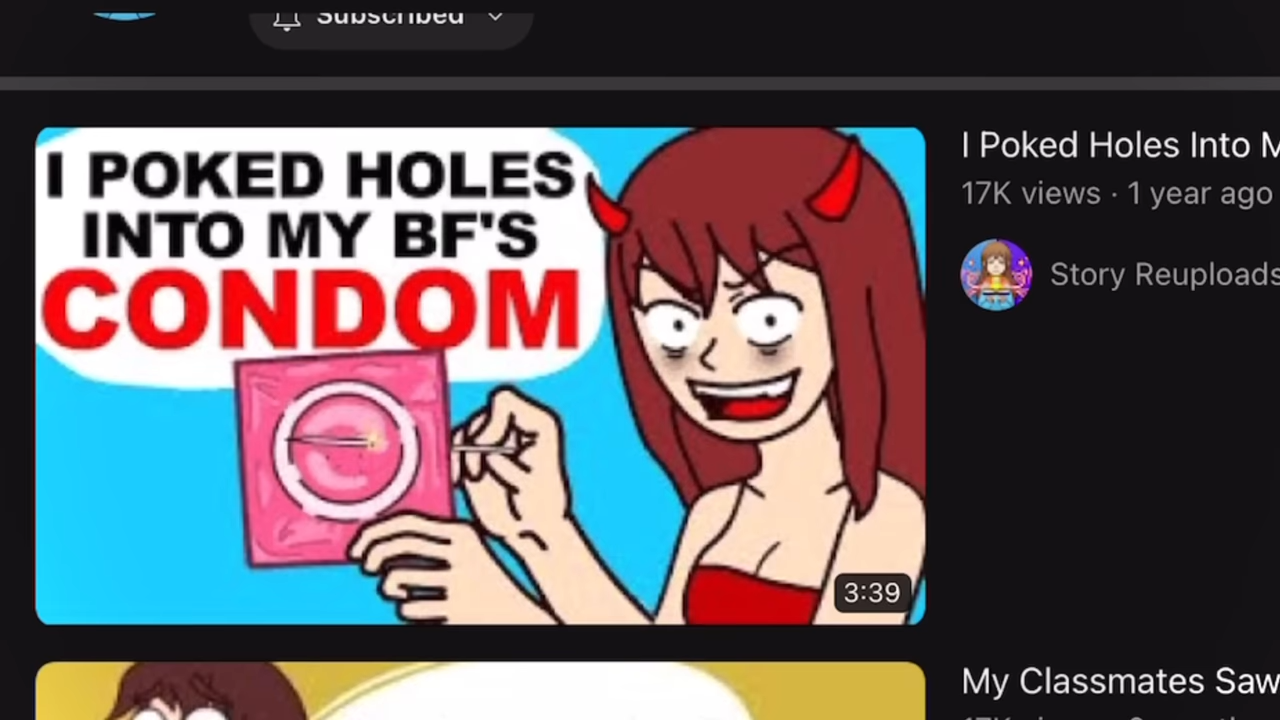 Subscribed
I POKED HOLES
INTO MY BF'S
CONDOM
3:39
I Poked Holes Into M
17K views · 1 year ago
Story Reuploads
My Classmates Saw